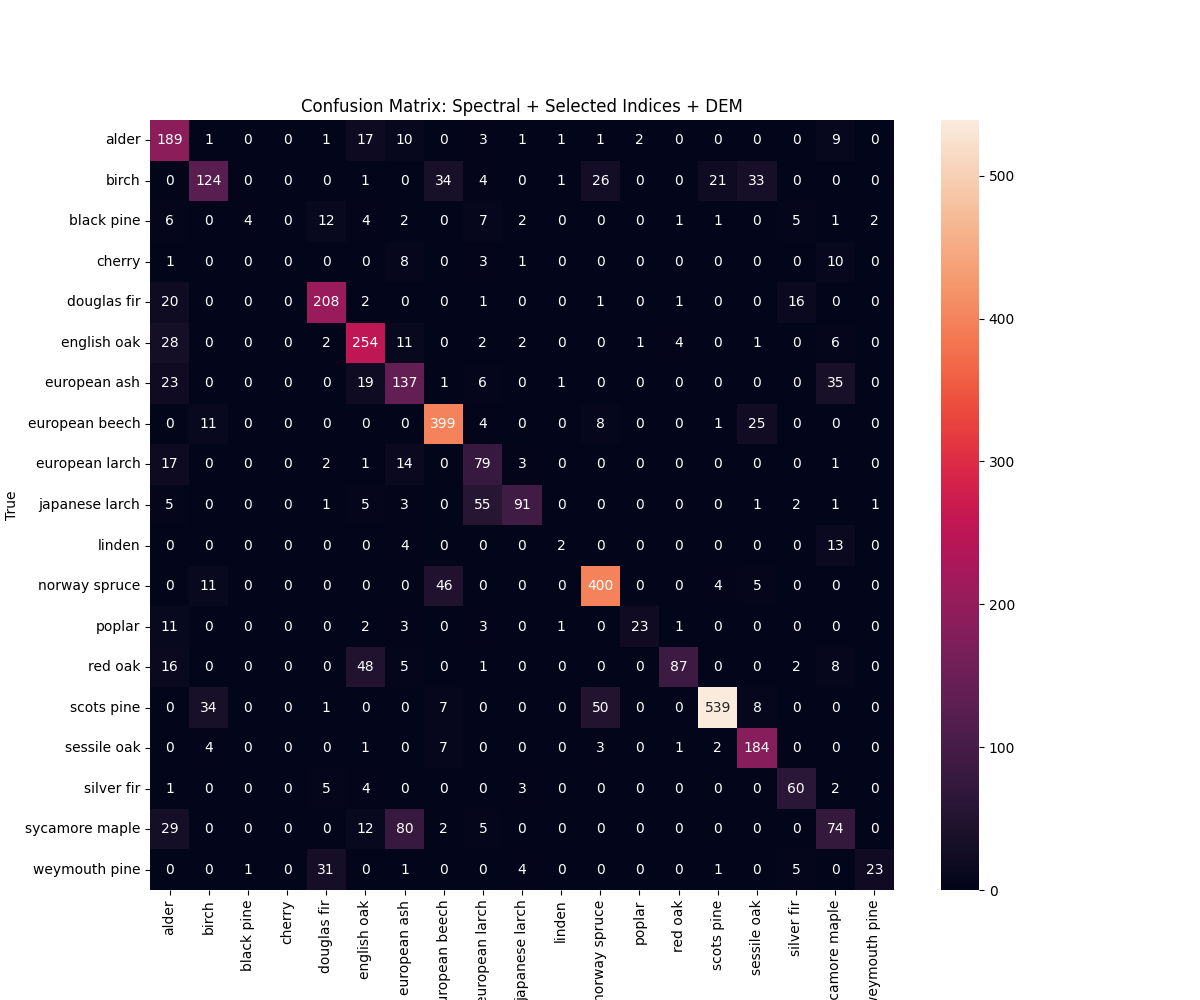 Confusion Matrix: Spectral + Selected Indices + DEM
alder 189 1 0 0 1 17 10 0 3 1 1 1 2 0 0 0 0 9 0
birch 0 124 0 0 0 1 0 34 4 0 1 26 0 0 21 33 0 0 0
black pine 6 0 4 0 12 4 2 0 7 2 0 0 0 1 1 0 5 1 2
cherry 1 0 0 0 0 0 8 0 3 1 0 0 0 0 0 0 0 10 0
douglas fir 20 0 0 0 208 2 0 0 1 0 0 1 0 1 0 0 16 0 0
english oak 28 0 0 0 2 254 11 0 2 2 0 0 1 4 0 1 0 6 0
european ash 23 0 0 0 0 19 137 1 6 0 1 0 0 0 0 0 0 35 0
european beech 0 11 0 0 0 0 0 399 4 0 0 8 0 0 1 25 0 0 0
european larch 17 0 0 0 2 1 14 0 79 3 0 0 0 0 0 0 0 1 0
japanese larch 5 0 0 0 1 5 3 0 55 91 0 0 0 0 0 1 2 1 1
linden 0 0 0 0 0 0 4 0 0 0 2 0 0 0 0 0 0 13 0
norway spruce 0 11 0 0 0 0 0 46 0 0 0 400 0 0 4 5 0 0 0
poplar 11 0 0 0 0 2 3 0 3 0 1 0 23 1 0 0 0 0 0
red oak 16 0 0 0 0 48 5 0 1 0 0 0 0 87 0 0 2 8 0
scots pine 0 34 0 0 1 0 0 7 0 0 0 50 0 0 539 8 0 0 0
sessile oak 0 4 0 0 0 1 0 7 0 0 0 3 0 1 2 184 0 0 0
silver fir 1 0 0 0 5 4 0 0 0 3 0 0 0 0 0 0 60 2 0
sycamore maple 29 0 0 0 0 12 80 2 5 0 0 0 0 0 0 0 0 74 0
weymouth pine 0 0 1 0 31 0 1 0 0 4 0 0 0 0 1 0 5 0 23
True
alder
birch
black pine
cherry
douglas fir
english oak
european ash
uropean beech
european larch
japanese larch
linden
norway spruce
poplar
red oak
scots pine
sessile oak
silver fir
camore maple
weymouth pine
500
400
300
200
100
0